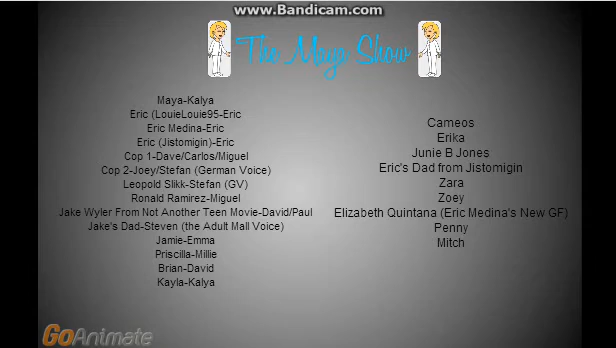 www.Bandicam.com
The Maya Show
Maya-Kalya
Eric (LouieLouie95-Eric
Eric Medina-Eric
Eric (Jistomigin)-Eric
Cop 1-Dave/Carlos/Miguel
Cop 2-Joey/Stefan (German Voice)
Leopold Slikk-Stefan (GV)
Ronald Ramirez-Miguel
Jake Wyler From Not Another Teen Movie-David/Paul
Jake's Dad-Steven (the Adult Mall Voice)
Jamie-Emma
Priscilla-Millie
Brian-David
Kayla-Kalya
Cameos
Erika
Junie B Jones
Eric's Dad from Jistomigin
Zara
Zoey
Elizabeth Quintana (Eric Medina's New GF)
Penny
Mitch
GoAnimate